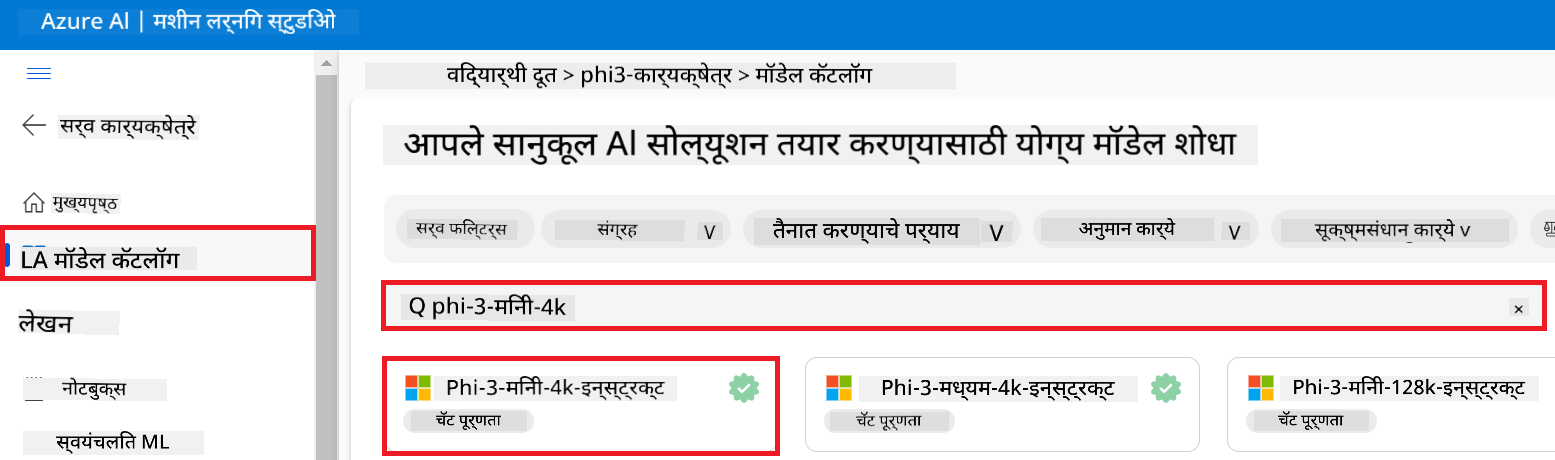 Azure AI | मशीन लर्निंग स्टुडिओ
विद्यार्थी दूत > phi3-कार्यक्षेत्र > मॉडेल कॅटलॉग
सर्व कार्यक्षेत्रे
आपले सानुकूल AI सोल्यूशन तयार करण्यासाठी योग्य मॉडेल शोधा
मुख्यपृष्ठ
सर्व फिल्टर्स
संग्रह v
तैनात करण्याचे पर्याय v
अनुमान कार्ये v
सूक्ष्मसंधान कार्ये v
LA मॉडेल कॅटलॉग
Q phi-3-मिनी-4k ×
लेखन
नोटबुक्स
स्वयंचलित ML
Phi-3-मिनी-4k-इन्स्ट्रक्ट
चॅट पूर्णता
Phi-3-मध्यम-4k-इन्स्ट्रक्ट
चॅट पूर्णता
Phi-3-मिनी-128k-इन्स्ट्रक्ट
चॅट पूर्णता